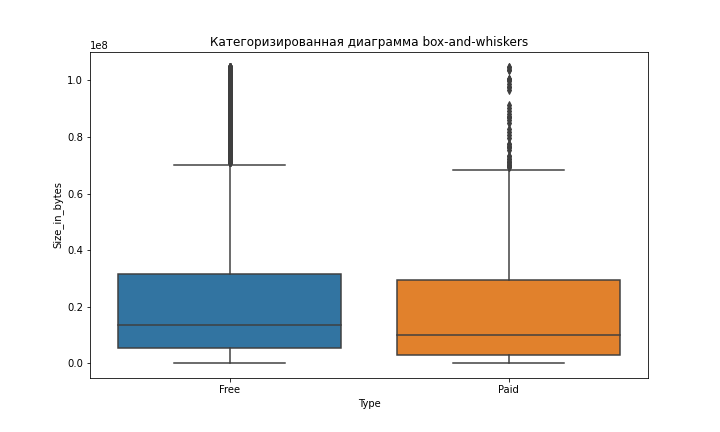 Категоризированная диаграмма box-and-whiskers
1e8
1.0
0.8
0.6
0.4
0.2
0.0
Size_in_bytes
Free
Paid
Type